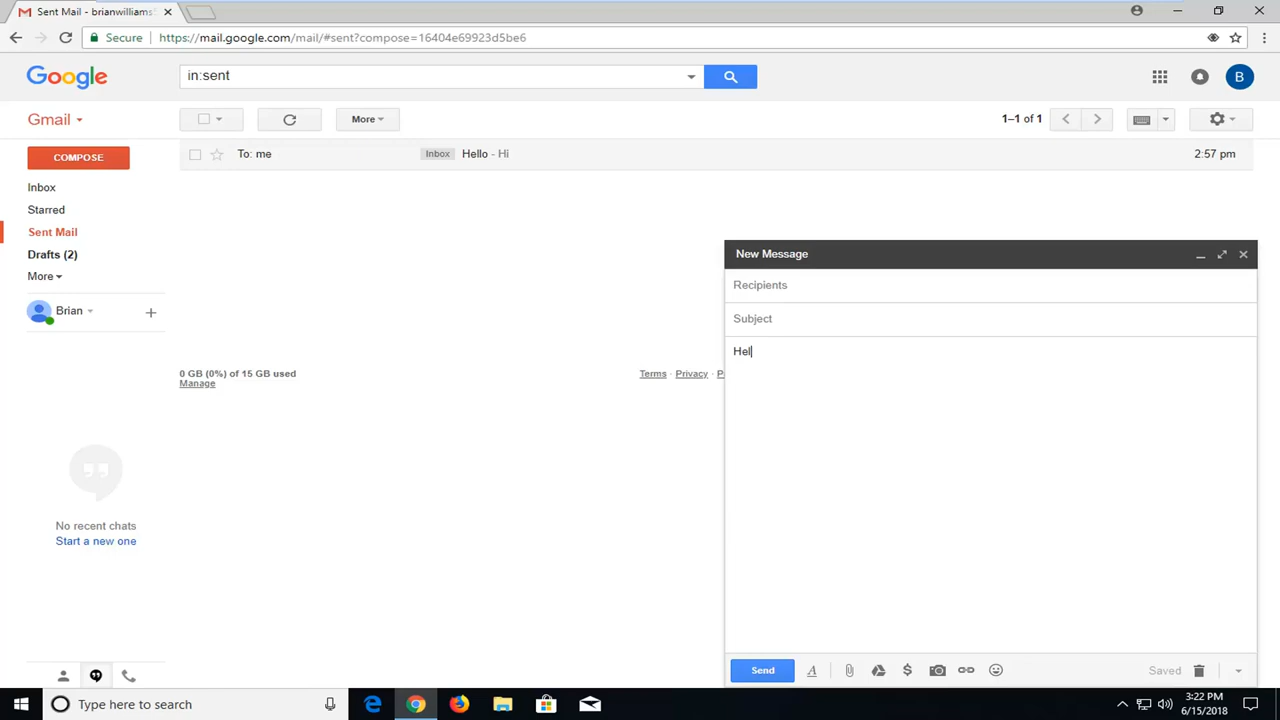 Sent Mail - brianwilliams
Secure https://mail.google.com/mail/#sent?compose=16404e69923d5be6
Google
in:sent
B
Gmail
More
1–1 of 1
COMPOSE
To: me Inbox Hello - Hi 2:57 pm
Inbox
Starred
Sent Mail
Drafts (2)
More
Brian
New Message
Recipients
Subject
Hel
0 GB (0%) of 15 GB used
Manage
Terms · Privacy · P
No recent chats
Start a new one
Send
Saved
Type here to search
3:22 PM
6/15/2018